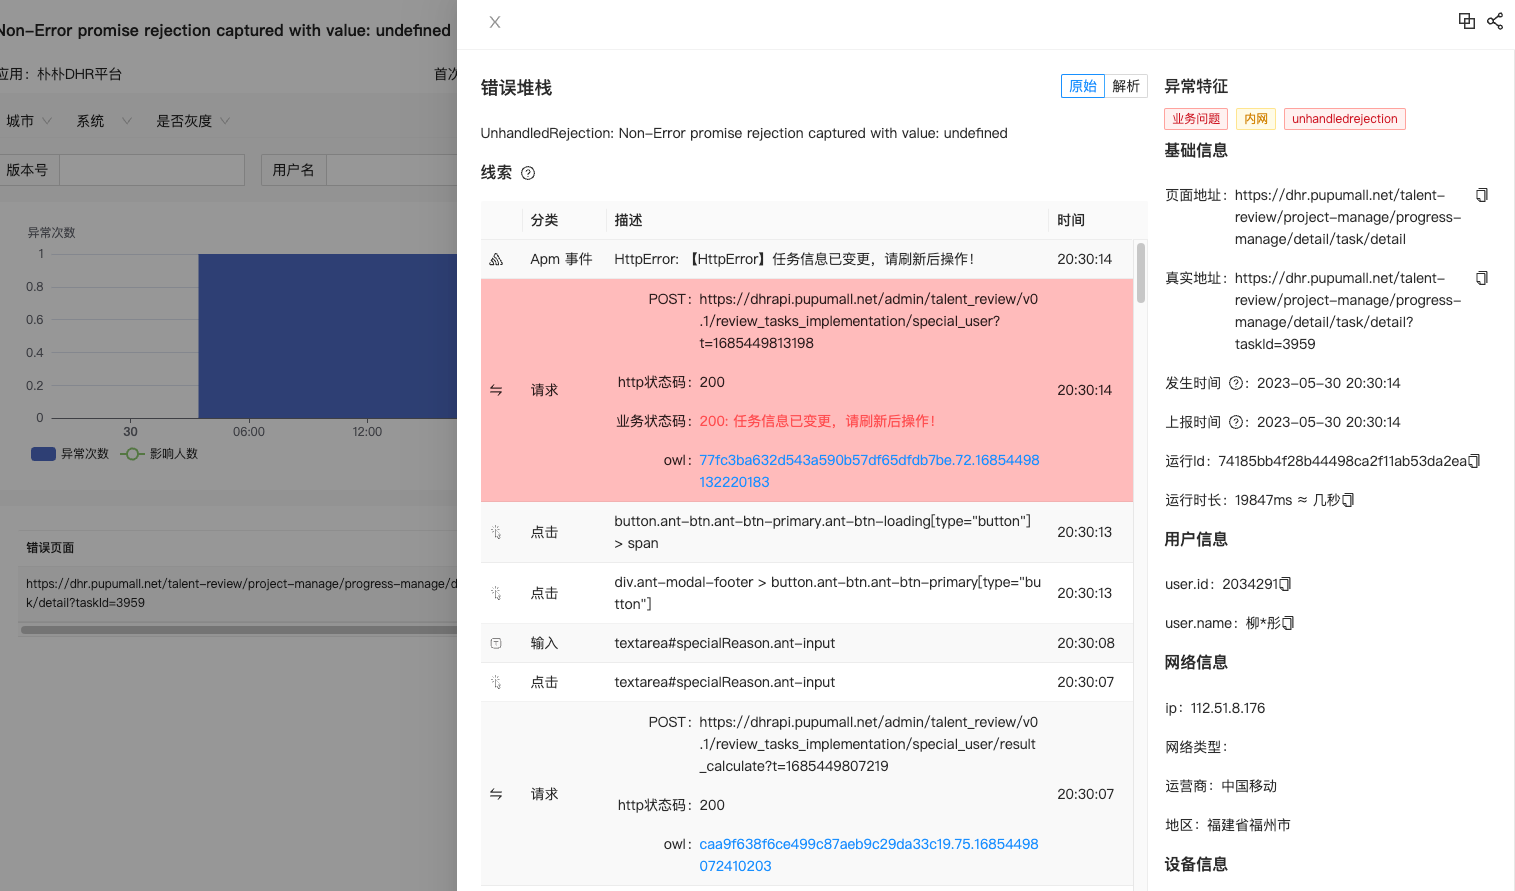 Non-Error promise rejection captured with value: undefined
应用：朴朴DHR平台
首次
城市
系统
是否灰度
版本号
用户名
异常次数
1
0.8
0.6
0.4
0.2
0
30
06:00
12:00
异常次数
影响人数
错误页面
https://dhr.pupumall.net/talent-review/project-manage/progress-manage/d
k/detail?taskId=3959
错误堆栈
原始
解析
UnhandledRejection: Non-Error promise rejection captured with value: undefined
线索
分类
描述
时间
Apm 事件
HttpError: 【HttpError】任务信息已变更，请刷新后操作！
20:30:14
请求
POST：
https://dhrapi.pupumall.net/admin/talent_review/v0
.1/review_tasks_implementation/special_user?
t=1685449813198
http状态码：
200
业务状态码：
200: 任务信息已变更，请刷新后操作！
owl：
77fc3ba632d543a590b57df65dfdb7be.72.16854498
132220183
20:30:14
点击
button.ant-btn.ant-btn-primary.ant-btn-loading[type="button"]
> span
20:30:13
点击
div.ant-modal-footer > button.ant-btn.ant-btn-primary[type="bu
tton"]
20:30:13
输入
textarea#specialReason.ant-input
20:30:08
点击
textarea#specialReason.ant-input
20:30:07
请求
POST：
https://dhrapi.pupumall.net/admin/talent_review/v0
.1/review_tasks_implementation/special_user/result
_calculate?t=1685449807219
http状态码：
200
owl：
caa9f638f6ce499c87aeb9c29da33c19.75.16854498
072410203
20:30:07
异常特征
业务问题
内网
unhandledrejection
基础信息
页面地址：
https://dhr.pupumall.net/talent-
review/project-manage/progress-
manage/detail/task/detail
真实地址：
https://dhr.pupumall.net/talent-
review/project-manage/progress-
manage/detail/task/detail?
taskId=3959
发生时间 ：2023-05-30 20:30:14
上报时间 ：2023-05-30 20:30:14
运行Id：74185bb4f28b44498ca2f11ab53da2ea
运行时长：19847ms ≈ 几秒
用户信息
user.id：2034291
user.name：柳*彤
网络信息
ip：112.51.8.176
网络类型：
运营商：中国移动
地区：福建省福州市
设备信息